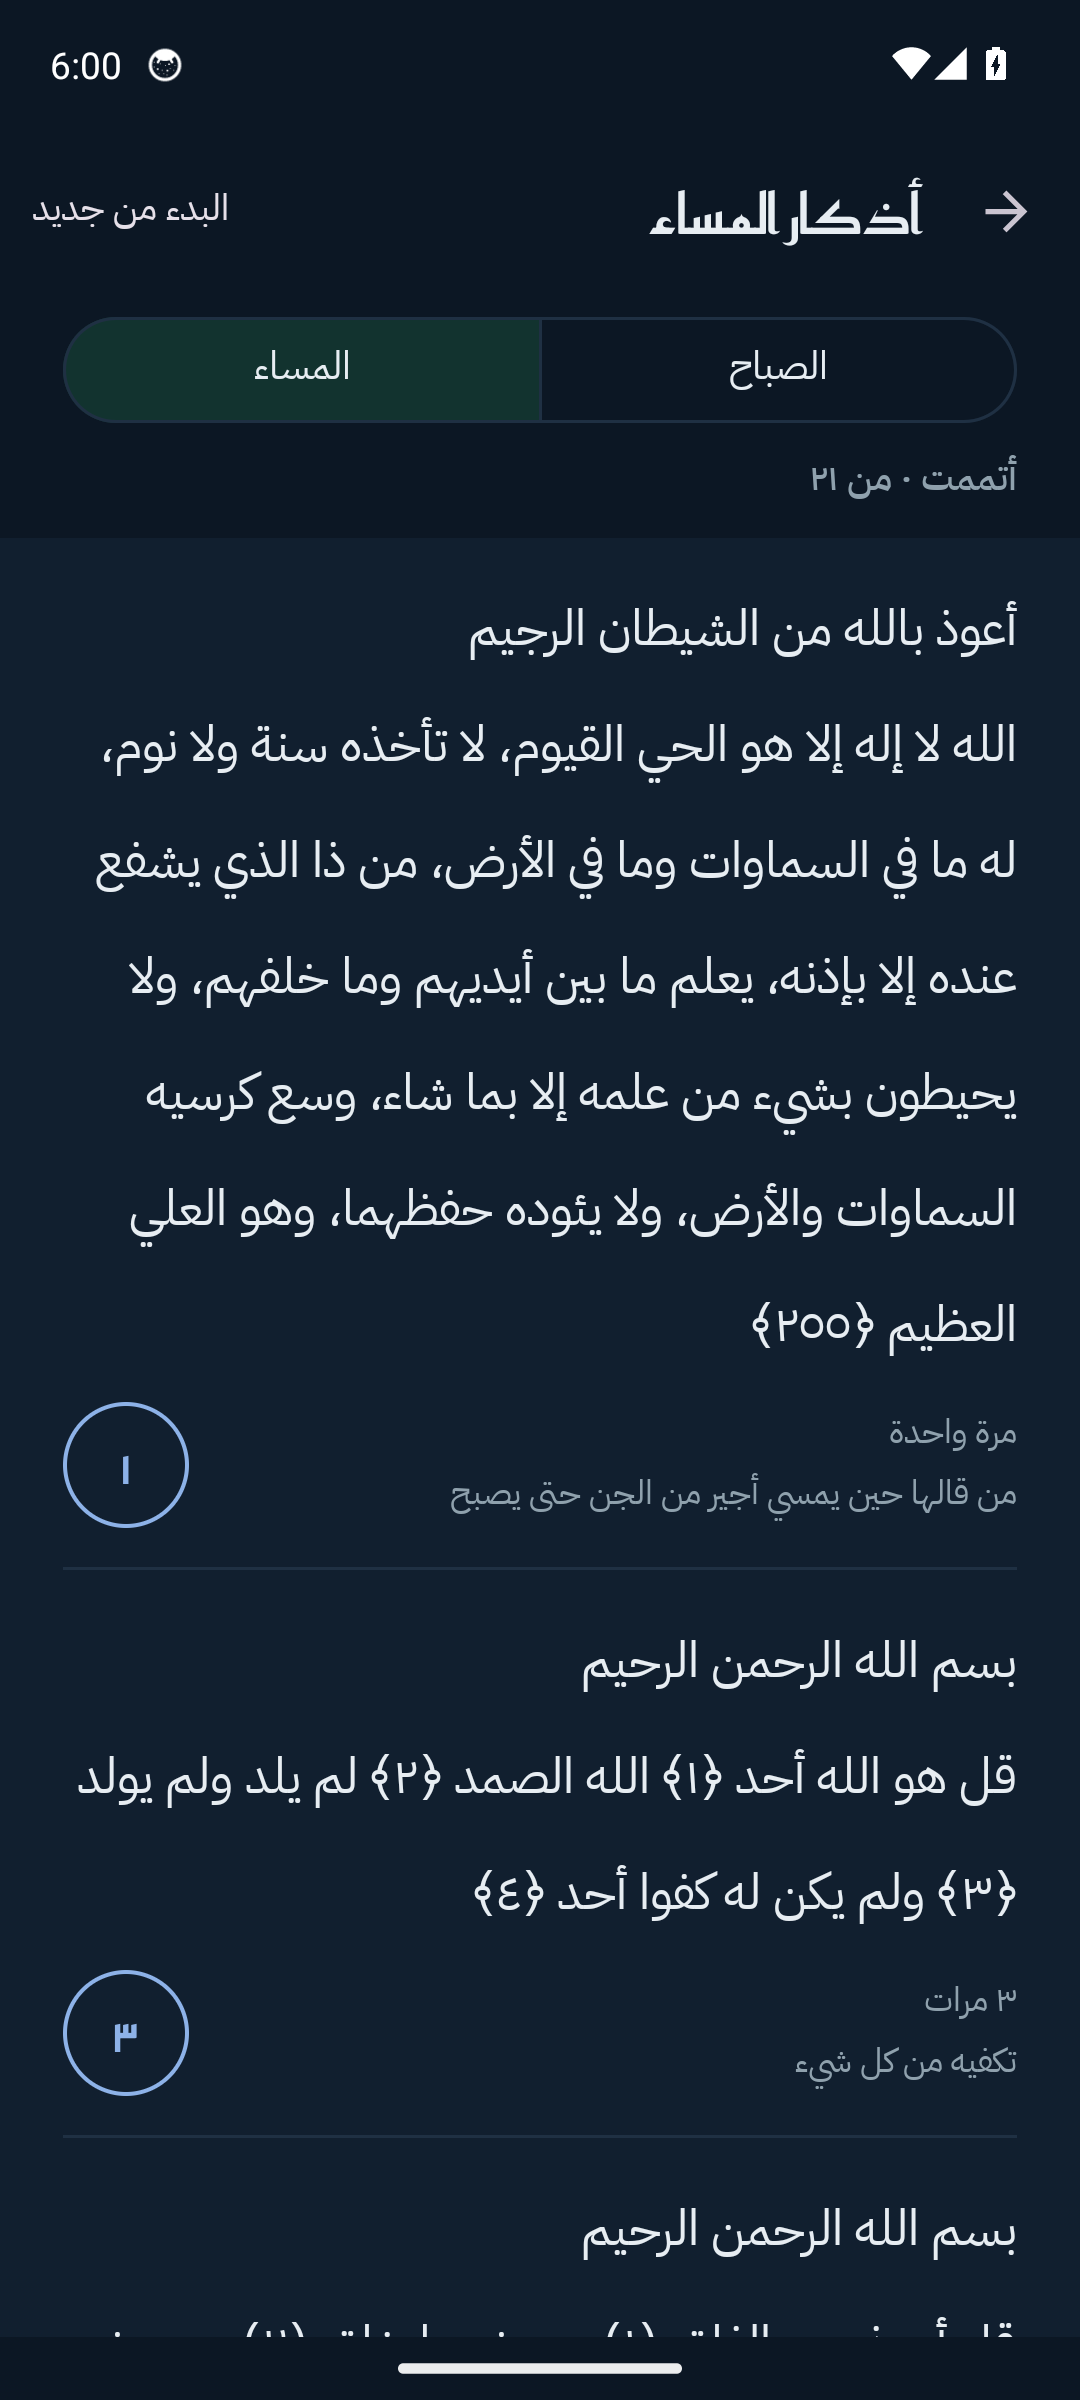 6:00
أذكار المساء
البدء من جديد
الصباح
المساء
أتممت ٠ من ٢١
أعوذ بالله من الشيطان الرجيم
الله لا إله إلا هو الحي القيوم، لا تأخذه سنة ولا نوم،
له ما في السماوات وما في الأرض، من ذا الذي يشفع
عنده إلا بإذنه، يعلم ما بين أيديهم وما خلفهم، ولا
يحيطون بشيء من علمه إلا بما شاء، وسع كرسيه
السماوات والأرض، ولا يئوده حفظهما، وهو العلي
العظيم ﴿٢٥٥﴾
مرة واحدة
من قالها حين يمسي أجير من الجن حتى يصبح
١
بسم الله الرحمن الرحيم
قل هو الله أحد ﴿١﴾ الله الصمد ﴿٢﴾ لم يلد ولم يولد
﴿٣﴾ ولم يكن له كفوا أحد ﴿٤﴾
٣ مرات
تكفيه من كل شيء
٣
بسم الله الرحمن الرحيم